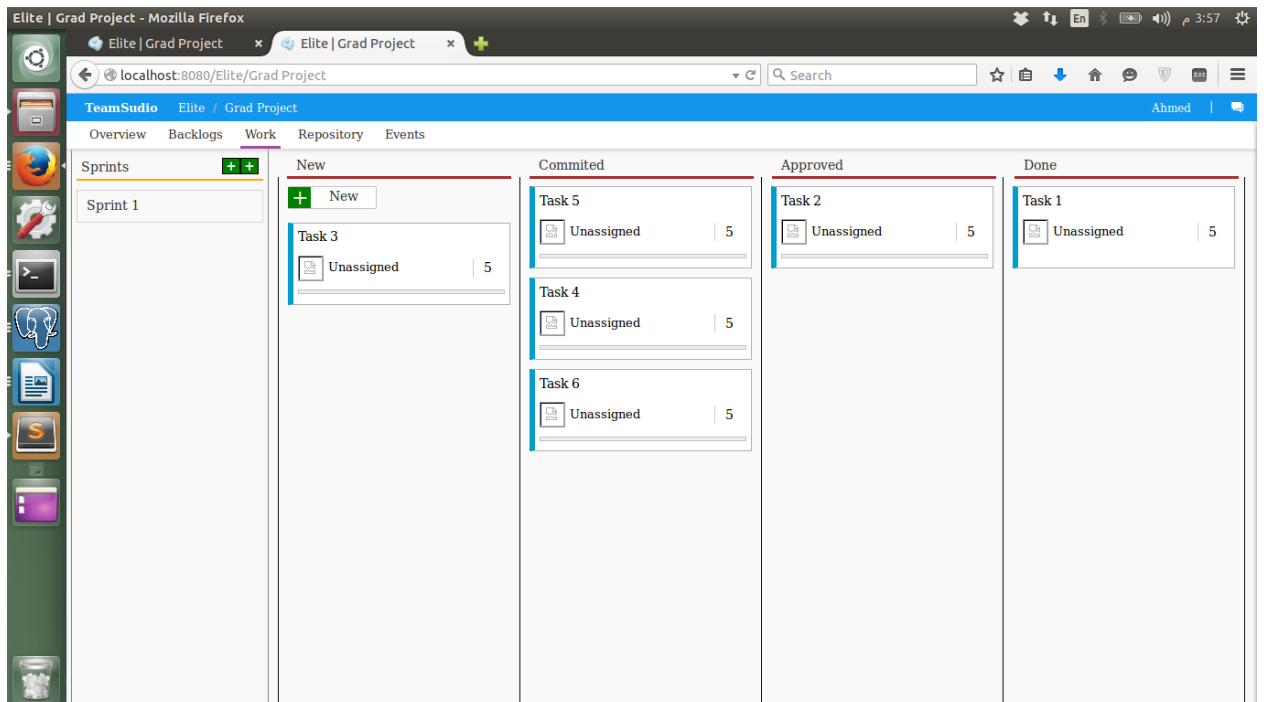 Elite | Grad Project - Mozilla Firefox
En
م 3:57
Elite | Grad Project
Elite | Grad Project
localhost:8080/Elite/Grad Project
Search
TeamSudio Elite / Grad Project
Ahmed |
Overview Backlogs Work Repository Events
Sprints
Sprint 1
New
New
Task 3
Unassigned 5
Commited
Task 5
Unassigned 5
Task 4
Unassigned 5
Task 6
Unassigned 5
Approved
Task 2
Unassigned 5
Done
Task 1
Unassigned 5